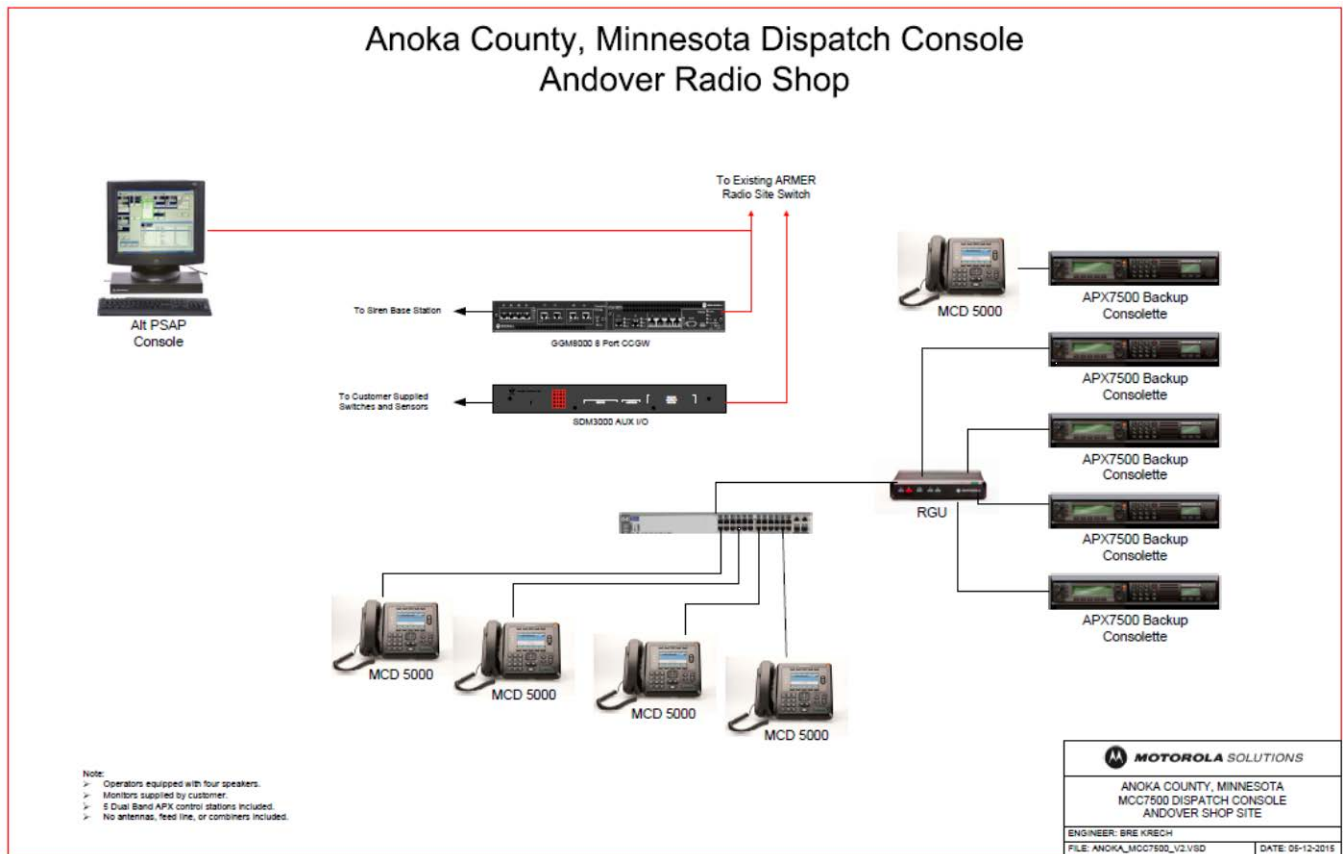 Anoka County, Minnesota Dispatch Console
Andover Radio Shop
To Existing ARMER
Radio Site Switch
Alt PSAP
Console
To Siren Base Station
GGM8000 8 Port CCGW
To Customer Supplied
Switches and Sensors
SDM3000 AUX I/O
MCD 5000
APX7500 Backup
Consolette
APX7500 Backup
Consolette
APX7500 Backup
Consolette
APX7500 Backup
Consolette
APX7500 Backup
Consolette
RGU
MCD 5000
MCD 5000
MCD 5000
MCD 5000
Note:
➢ Operators equipped with four speakers.
➢ Monitors supplied by customer.
➢ 5 Dual Band APX control stations included.
➢ No antennas, feed line, or combiners included.
MOTOROLA SOLUTIONS
ANOKA COUNTY, MINNESOTA
MCC7500 DISPATCH CONSOLE
ANDOVER SHOP SITE
ENGINEER: BRE KRECH
FILE: ANOKA_MCC7500_V2.VSD
DATE: 05-12-2015